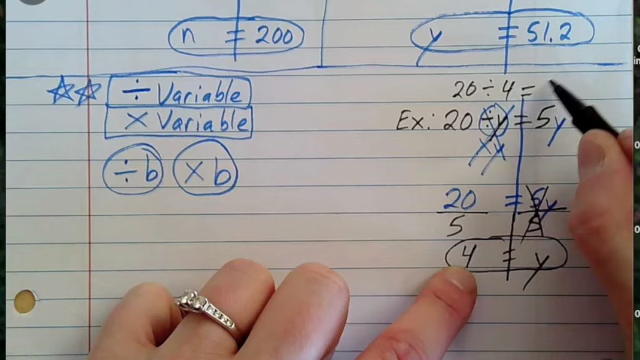 n = 200
y = 51.2
÷ Variable
× Variable
÷ b × b
20 ÷ 4 =
Ex: 20 ÷ y = 5y
× y
20 = 5y
5 5
4 = y